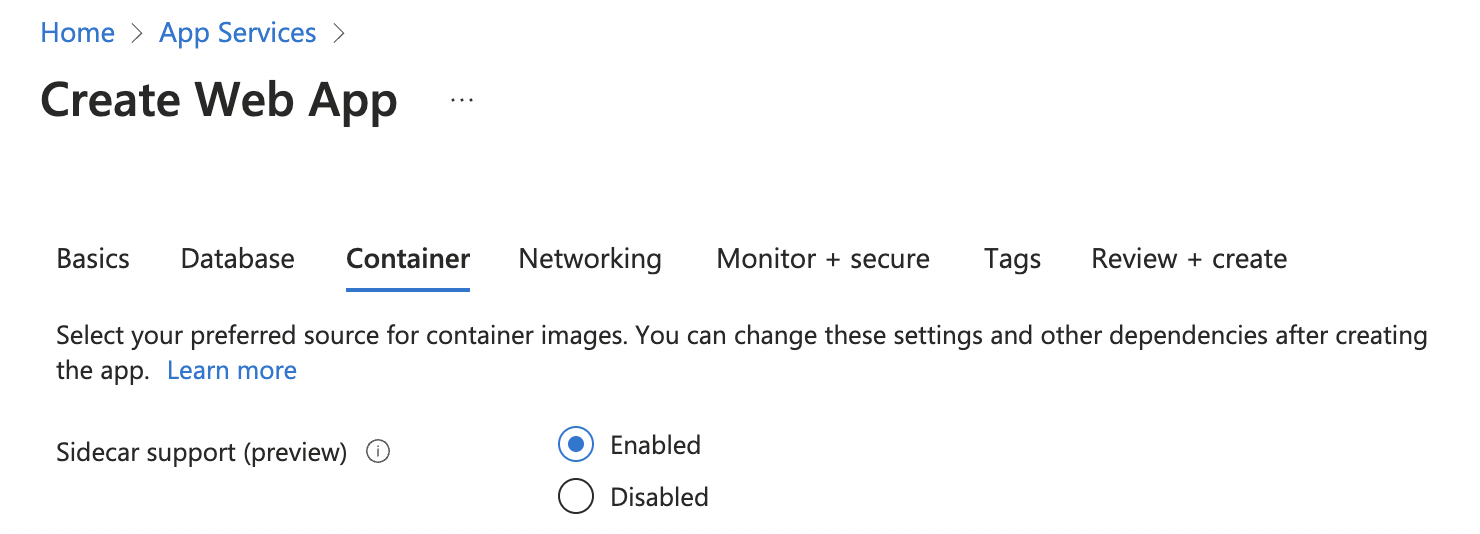 Home > App Services >
Create Web App ...
Basics Database Container Networking Monitor + secure Tags Review + create
Select your preferred source for container images. You can change these settings and other dependencies after creating
the app. Learn more
Sidecar support (preview) Enabled
Disabled